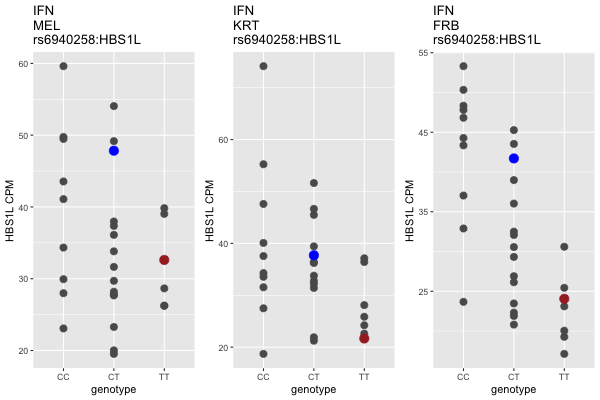 IFN
MEL
rs6940258:HBS1L
60
50
40
30
20
HBS1L CPM
CC CT TT
genotype
IFN
KRT
rs6940258:HBS1L
60
40
20
HBS1L CPM
CC CT TT
genotype
IFN
FRB
rs6940258:HBS1L
55
45
35
25
HBS1L CPM
CC CT TT
genotype